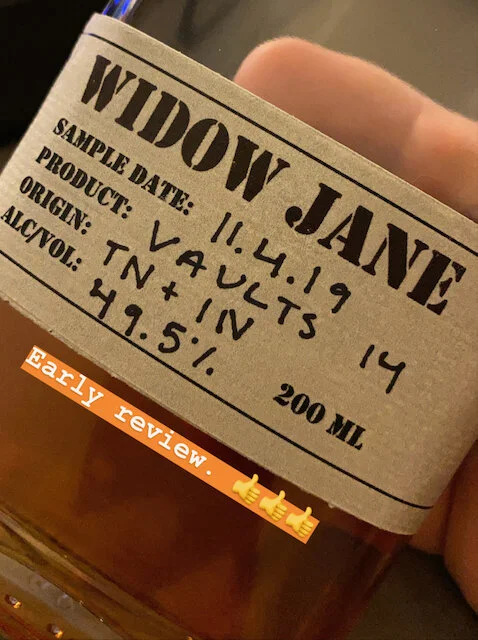 WIDOW JANE
SAMPLE DATE: 11.4.19
PRODUCT: VAULTS 14
ORIGIN: TN + IN
ALC/VOL: 49.5%.
200 ML
Early review. 👍👍👍